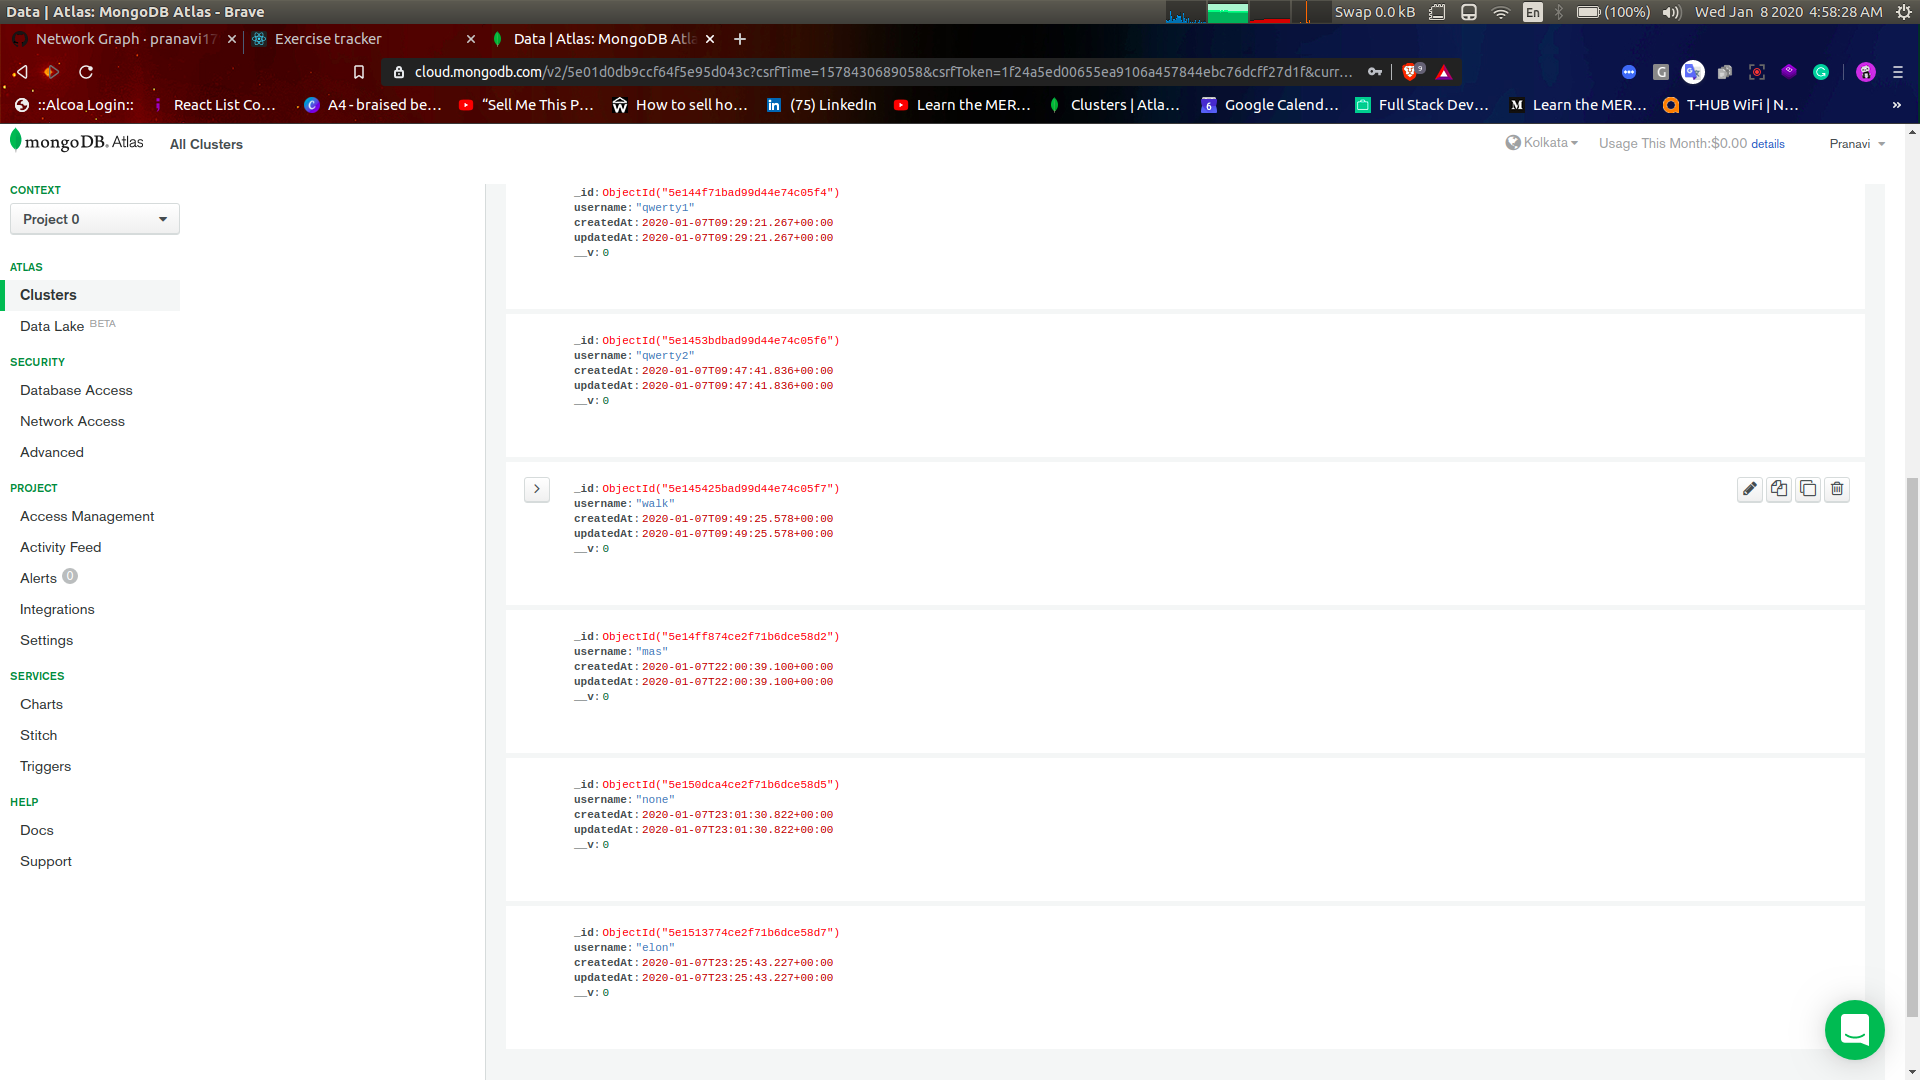 Data | Atlas: MongoDB Atlas - Brave
Swap 0.0 kB
En
(100%)
Wed Jan 8 2020 4:58:28 AM
Network Graph · pranavi17
Exercise tracker
Data | Atlas: MongoDB Atla
cloud.mongodb.com/v2/5e01d0db9ccf64f5e95d043c?csrfTime=1578430689058&csrfToken=1f24a5ed00655ea9106a457844ebc76dcff27d1f&curr...
9
::Alcoa Login::
React List Co...
A4 - braised be...
"Sell Me This P...
How to sell ho...
(75) LinkedIn
Learn the MER...
Clusters | Atla...
Google Calend...
Full Stack Dev...
Learn the MER...
T-HUB WiFi | N...
»
mongoDB. Atlas
All Clusters
Kolkata
Usage This Month:$0.00 details
Pranavi
CONTEXT
Project 0
ATLAS
Clusters
Data Lake BETA
SECURITY
Database Access
Network Access
Advanced
PROJECT
Access Management
Activity Feed
Alerts 0
Integrations
Settings
SERVICES
Charts
Stitch
Triggers
HELP
Docs
Support
_id: ObjectId("5e144f71bad99d44e74c05f4")
username: "qwerty1"
createdAt: 2020-01-07T09:29:21.267+00:00
updatedAt: 2020-01-07T09:29:21.267+00:00
__v: 0
_id: ObjectId("5e1453bdbad99d44e74c05f6")
username: "qwerty2"
createdAt: 2020-01-07T09:47:41.836+00:00
updatedAt: 2020-01-07T09:47:41.836+00:00
__v: 0
_id: ObjectId("5e145425bad99d44e74c05f7")
username: "walk"
createdAt: 2020-01-07T09:49:25.578+00:00
updatedAt: 2020-01-07T09:49:25.578+00:00
__v: 0
_id: ObjectId("5e14ff874ce2f71b6dce58d2")
username: "mas"
createdAt: 2020-01-07T22:00:39.100+00:00
updatedAt: 2020-01-07T22:00:39.100+00:00
__v: 0
_id: ObjectId("5e150dca4ce2f71b6dce58d5")
username: "none"
createdAt: 2020-01-07T23:01:30.822+00:00
updatedAt: 2020-01-07T23:01:30.822+00:00
__v: 0
_id: ObjectId("5e1513774ce2f71b6dce58d7")
username: "elon"
createdAt: 2020-01-07T23:25:43.227+00:00
updatedAt: 2020-01-07T23:25:43.227+00:00
__v: 0